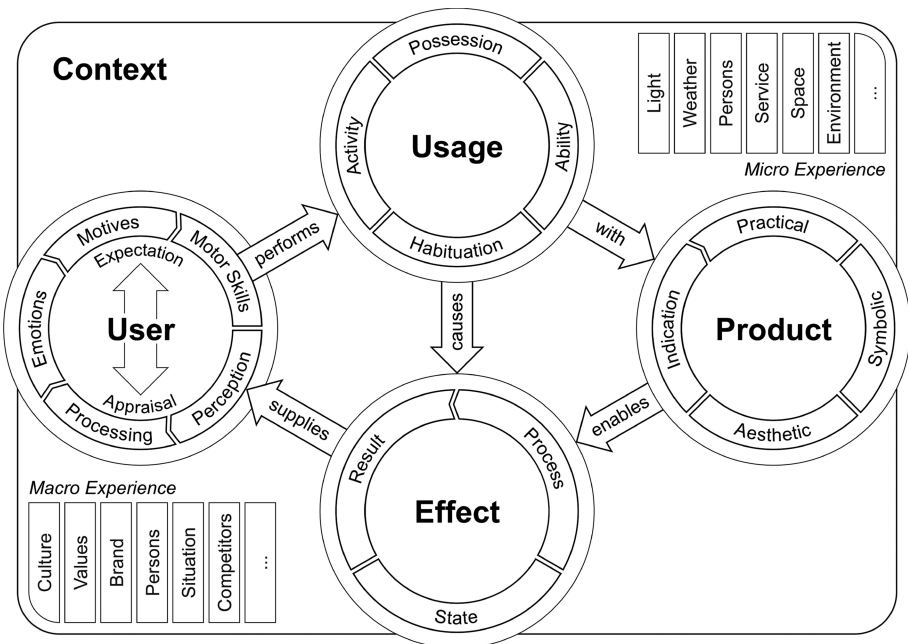 Context
Possession
Activity
Usage
Ability
Habituation
Light
Weather
Persons
Service
Space
Environment
...
Micro Experience
performs
with
causes
Motives
Motor Skills
Expectation
Emotions
User
Appraisal
Processing
Perception
Practical
Indication
Product
Symbolic
Aesthetic
supplies
enables
Result
Process
Effect
State
Macro Experience
Culture
Values
Brand
Persons
Situation
Competitors
...